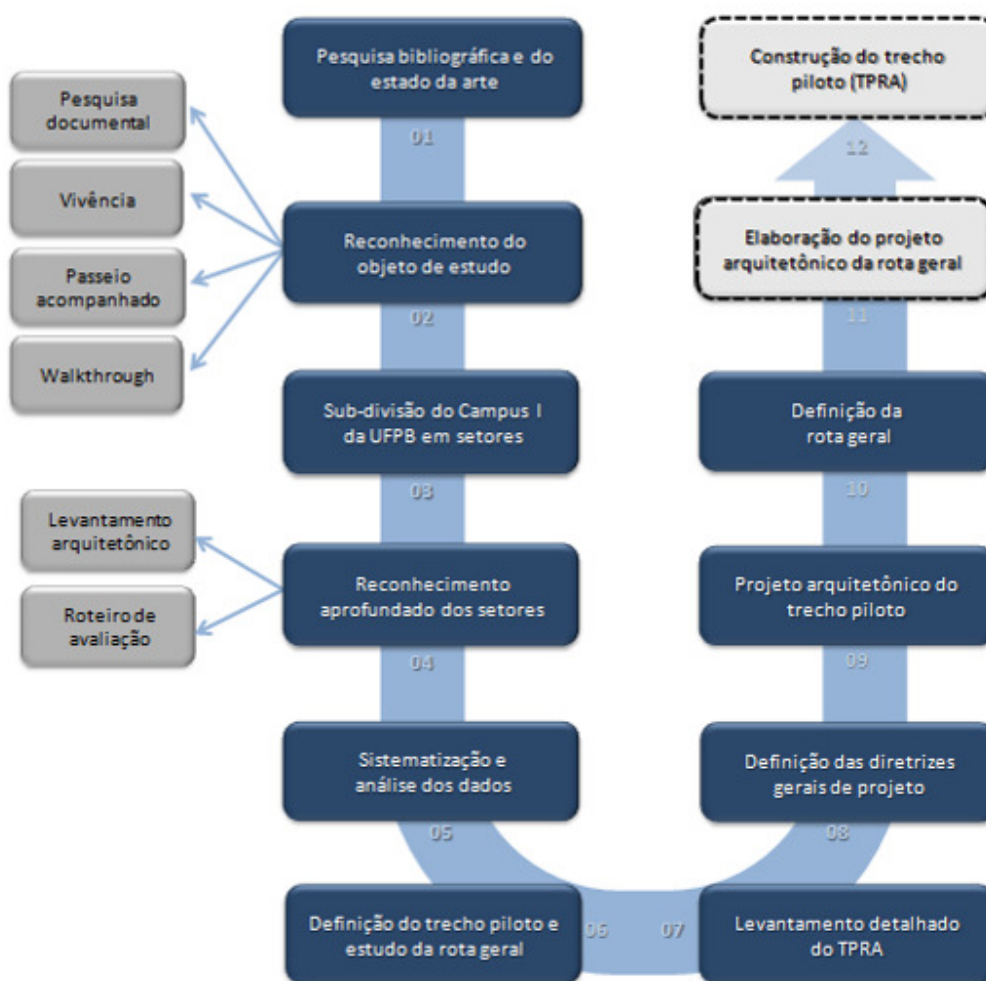 Pesquisa bibliográfica e do
estado da arte
01
Pesquisa
documental
Vivência
Passeio
acompanhado
Walkthrough
Reconhecimento do
objeto de estudo
02
Sub-divisão do Campus I
da UFPB em setores
03
Levantamento
arquitetônico
Roteiro de
avaliação
Reconhecimento
aprofundado dos setores
04
Sistematização e
análise dos dados
05
Definição do trecho piloto e
estudo da rota geral
06
07
Levantamento detalhado
do TPRA
08
Definição das diretrizes
gerais de projeto
09
Projeto arquitetônico do
trecho piloto
10
Definição da
rota geral
11
Elaboração do projeto
arquitetônico da rota geral
12
Construção do trecho
piloto (TPRA)